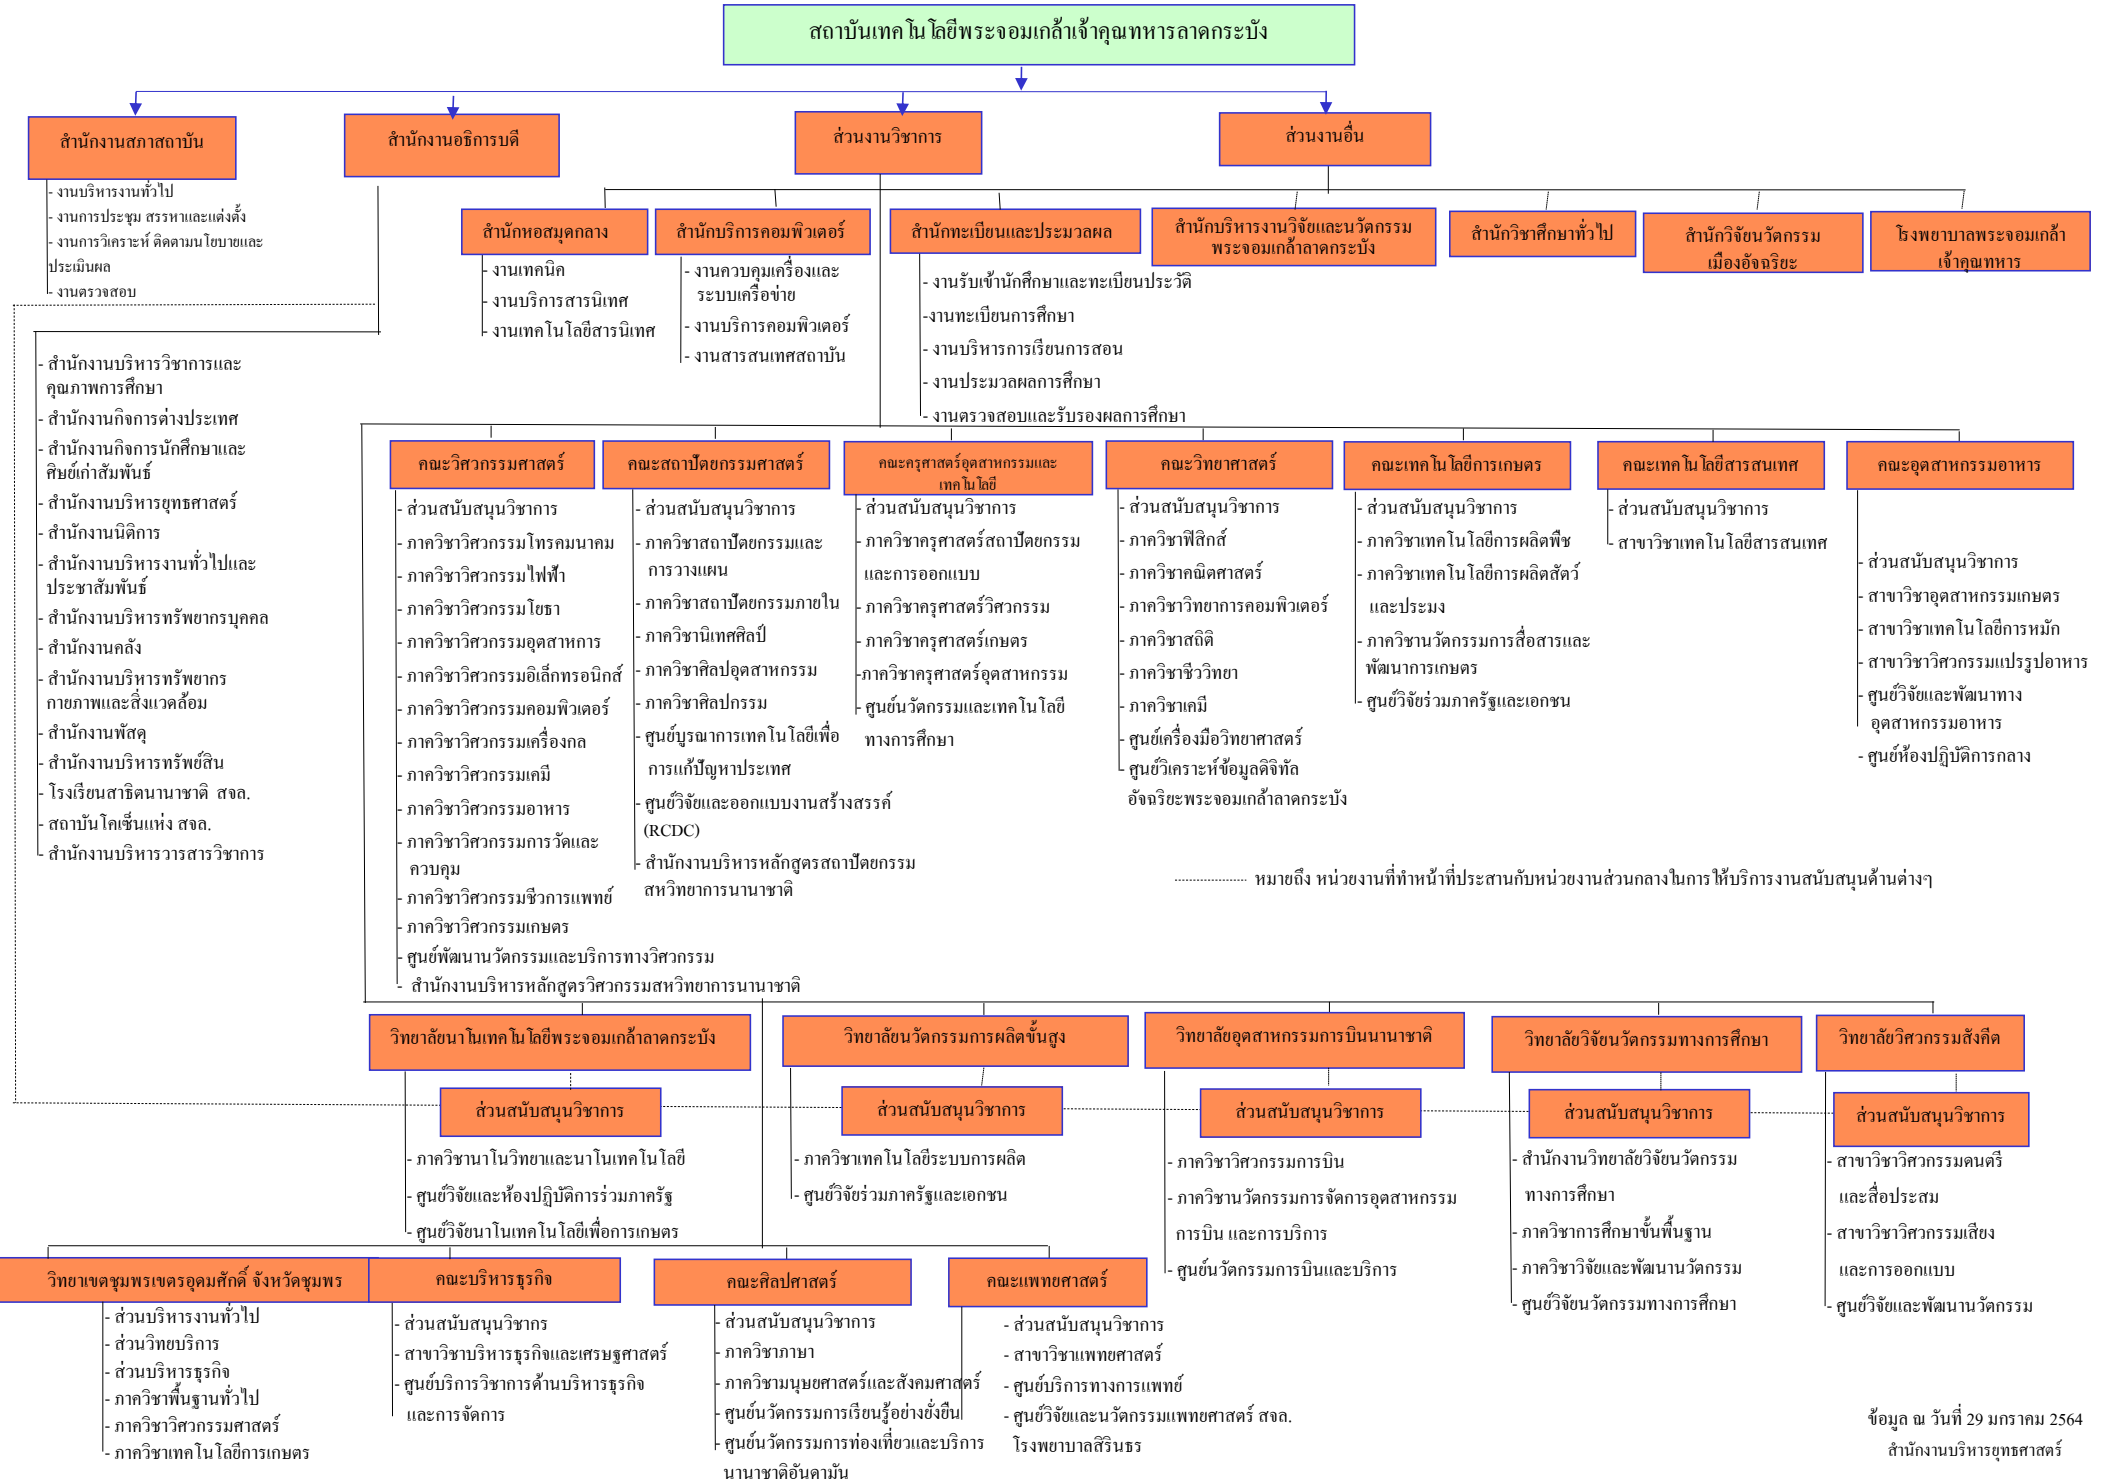 สถาบันเทคโนโลยีพระจอมเกล้าเจ้าคุณทหารลาดกระบัง
สำนักงานสภาสถาบัน
- งานบริหารงานทั่วไป
- งานการประชุม สรรหาและแต่งตั้ง
- งานการวิเคราะห์ ติดตามนโยบายและ
ประเมินผล
- งานตรวจสอบ
สำนักงานอธิการบดี
- สำนักงานบริหารวิชาการและ
คุณภาพการศึกษา
- สำนักงานกิจการต่างประเทศ
- สำนักงานกิจการนักศึกษาและ
ศิษย์เก่าสัมพันธ์
- สำนักงานบริหารยุทธศาสตร์
- สำนักงานนิติการ
- สำนักงานบริหารงานทั่วไปและ
ประชาสัมพันธ์
- สำนักงานบริหารทรัพยากรบุคคล
- สำนักงานคลัง
- สำนักงานบริหารทรัพยากร
กายภาพและสิ่งแวดล้อม
- สำนักงานพัสดุ
- สำนักงานบริหารทรัพย์สิน
- โรงเรียนสาธิตนานาชาติ สจล.
- สถาบันโคเซ็นแห่ง สจล.
- สำนักงานบริหารวารสารวิชาการ
ส่วนงานวิชาการ
ส่วนงานอื่น
สำนักหอสมุดกลาง
- งานเทคนิค
- งานบริการสารนิเทศ
- งานเทคโนโลยีสารนิเทศ
สำนักบริการคอมพิวเตอร์
- งานควบคุมเครื่องและ
ระบบเครือข่าย
- งานบริการคอมพิวเตอร์
- งานสารสนเทศสถาบัน
สำนักทะเบียนและประมวลผล
- งานรับเข้านักศึกษาและทะเบียนประวัติ
-งานทะเบียนการศึกษา
- งานบริหารการเรียนการสอน
- งานประมวลผลการศึกษา
- งานตรวจสอบและรับรองผลการศึกษา
สำนักบริหารงานวิจัยและนวัตกรรม
พระจอมเกล้าลาดกระบัง
สำนักวิชาศึกษาทั่วไป
สำนักวิจัยนวัตกรรม
เมืองอัจฉริยะ
โรงพยาบาลพระจอมเกล้า
เจ้าคุณทหาร
คณะวิศวกรรมศาสตร์
- ส่วนสนับสนุนวิชาการ
- ภาควิชาวิศวกรรมโทรคมนาคม
- ภาควิชาวิศวกรรมไฟฟ้า
- ภาควิชาวิศวกรรมโยธา
- ภาควิชาวิศวกรรมอุตสาหการ
- ภาควิชาวิศวกรรมอิเล็กทรอนิกส์
- ภาควิชาวิศวกรรมคอมพิวเตอร์
- ภาควิชาวิศวกรรมเครื่องกล
- ภาควิชาวิศวกรรมเคมี
- ภาควิชาวิศวกรรมอาหาร
- ภาควิชาวิศวกรรมการวัดและ
ควบคุม
- ภาควิชาวิศวกรรมชีวการแพทย์
- ภาควิชาวิศวกรรมเกษตร
- ศูนย์พัฒนานวัตกรรมและบริการทางวิศวกรรม
- สำนักงานบริหารหลักสูตรวิศวกรรมสหวิทยาการนานาชาติ
คณะสถาปัตยกรรมศาสตร์
- ส่วนสนับสนุนวิชาการ
- ภาควิชาสถาปัตยกรรมและ
การวางแผน
- ภาควิชาสถาปัตยกรรมภายใน
- ภาควิชานิเทศศิลป์
- ภาควิชาศิลปอุตสาหกรรม
- ภาควิชาศิลปกรรม
- ศูนย์บูรณาการเทคโนโลยีเพื่อ
การแก้ปัญหาประเทศ
- ศูนย์วิจัยและออกแบบงานสร้างสรรค์
(RCDC)
- สำนักงานบริหารหลักสูตรสถาปัตยกรรม
สหวิทยาการนานาชาติ
คณะครุศาสตร์อุตสาหกรรมและ
เทคโนโลยี
- ส่วนสนับสนุนวิชาการ
- ภาควิชาครุศาสตร์สถาปัตยกรรม
และการออกแบบ
- ภาควิชาครุศาสตร์วิศวกรรม
- ภาควิชาครุศาสตร์เกษตร
-ภาควิชาครุศาสตร์อุตสาหกรรม
- ศูนย์นวัตกรรมและเทคโนโลยี
ทางการศึกษา
คณะวิทยาศาสตร์
- ส่วนสนับสนุนวิชาการ
- ภาควิชาฟิสิกส์
- ภาควิชาคณิตศาสตร์
- ภาควิชาวิทยาการคอมพิวเตอร์
- ภาควิชาสถิติ
- ภาควิชาชีววิทยา
- ภาควิชาเคมี
- ศูนย์เครื่องมือวิทยาศาสตร์
- ศูนย์วิเคราะห์ข้อมูลดิจิทัล
อัจฉริยะพระจอมเกล้าลาดกระบัง
คณะเทคโนโลยีการเกษตร
- ส่วนสนับสนุนวิชาการ
- ภาควิชาเทคโนโลยีการผลิตพืช
- ภาควิชาเทคโนโลยีการผลิตสัตว์
และประมง
- ภาควิชานวัตกรรมการสื่อสารและ
พัฒนาการเกษตร
- ศูนย์วิจัยร่วมภาครัฐและเอกชน
คณะเทคโนโลยีสารสนเทศ
- ส่วนสนับสนุนวิชาการ
- สาขาวิชาเทคโนโลยีสารสนเทศ
คณะอุตสาหกรรมอาหาร
- ส่วนสนับสนุนวิชาการ
- สาขาวิชาอุตสาหกรรมเกษตร
- สาขาวิชาเทคโนโลยีการหมัก
- สาขาวิชาวิศวกรรมแปรรูปอาหาร
- ศูนย์วิจัยและพัฒนาทาง
อุตสาหกรรมอาหาร
- ศูนย์ห้องปฏิบัติการกลาง
หมายถึง หน่วยงานที่ทำหน้าที่ประสานกับหน่วยงานส่วนกลางในการให้บริการงานสนับสนุนด้านต่างๆ
วิทยาลัยนาโนเทคโนโลยีพระจอมเกล้าลาดกระบัง
ส่วนสนับสนุนวิชาการ
- ภาควิชานาโนวิทยาและนาโนเทคโนโลยี
- ศูนย์วิจัยและห้องปฏิบัติการร่วมภาครัฐ
- ศูนย์วิจัยนาโนเทคโนโลยีเพื่อการเกษตร
วิทยาลัยนวัตกรรมการผลิตขั้นสูง
ส่วนสนับสนุนวิชาการ
- ภาควิชาเทคโนโลยีระบบการผลิต
- ศูนย์วิจัยร่วมภาครัฐและเอกชน
วิทยาลัยอุตสาหกรรมการบินนานาชาติ
ส่วนสนับสนุนวิชาการ
- ภาควิชาวิศวกรรมการบิน
- ภาควิชานวัตกรรมการจัดการอุตสาหกรรม
การบิน และการบริการ
- ศูนย์นวัตกรรมการบินและบริการ
วิทยาลัยวิจัยนวัตกรรมทางการศึกษา
ส่วนสนับสนุนวิชาการ
- สำนักงานวิทยาลัยวิจัยนวัตกรรม
ทางการศึกษา
- ภาควิชาการศึกษาขั้นพื้นฐาน
- ภาควิชาวิจัยและพัฒนานวัตกรรม
- ศูนย์วิจัยนวัตกรรมทางการศึกษา
วิทยาลัยวิศวกรรมสังคีต
ส่วนสนับสนุนวิชาการ
- สาขาวิชาวิศวกรรมดนตรี
และสื่อประสม
- สาขาวิชาวิศวกรรมเสียง
และการออกแบบ
- ศูนย์วิจัยและพัฒนานวัตกรรม
วิทยาเขตชุมพรเขตรอุดมศักดิ์ จังหวัดชุมพร
- ส่วนบริหารงานทั่วไป
- ส่วนวิทยบริการ
- ส่วนบริหารธุรกิจ
- ภาควิชาพื้นฐานทั่วไป
- ภาควิชาวิศวกรรมศาสตร์
- ภาควิชาเทคโนโลยีการเกษตร
คณะบริหารธุรกิจ
- ส่วนสนับสนุนวิชากร
- สาขาวิชาบริหารธุรกิจและเศรษฐศาสตร์
- ศูนย์บริการวิชาการด้านบริหารธุรกิจ
และการจัดการ
คณะศิลปศาสตร์
- ส่วนสนับสนุนวิชาการ
- ภาควิชาภาษา
- ภาควิชามนุษยศาสตร์และสังคมศาสตร์
- ศูนย์นวัตกรรมการเรียนรู้อย่างยั่งยืน
- ศูนย์นวัตกรรมการท่องเที่ยวและบริการ
นานาชาติอันดามัน
คณะแพทยศาสตร์
- ส่วนสนับสนุนวิชาการ
- สาขาวิชาแพทยศาสตร์
- ศูนย์บริการทางการแพทย์
- ศูนย์วิจัยและนวัตกรรมแพทยศาสตร์ สจล.
โรงพยาบาลสิรินธร
ข้อมูล ณ วันที่ 29 มกราคม 2564
สำนักงานบริหารยุทธศาสตร์